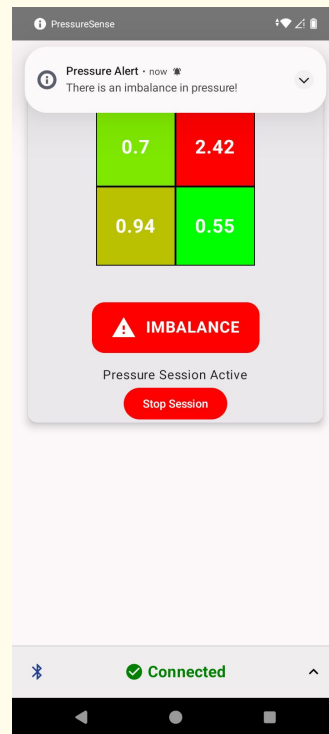 PressureSense
Pressure Alert • now
There is an imbalance in pressure!
0.7 2.42
0.94 0.55
IMBALANCE
Pressure Session Active
Stop Session
Connected